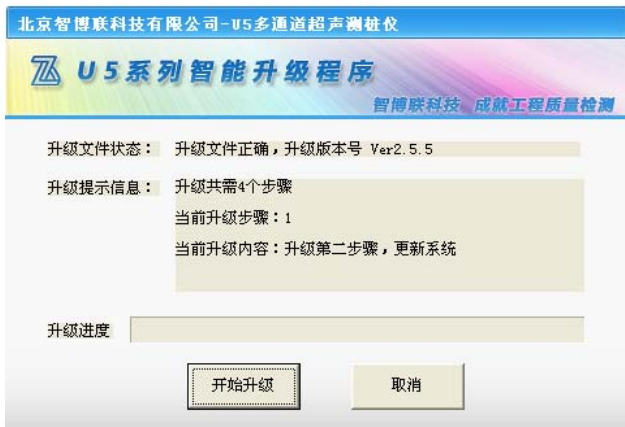 北京智博联科技有限公司-U5多通道超声测桩仪
U5系列智能升级程序
智博联科技 成就工程质量检测
升级文件状态： 升级文件正确，升级版本号 Ver2.5.5
升级提示信息： 升级共需4个步骤
当前升级步骤：1
当前升级内容：升级第二步骤，更新系统
升级进度
开始升级 取消